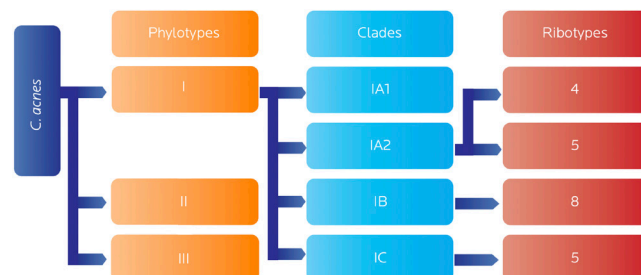 Phylotypes Clades Ribotypes
C. acnes
I IA1 4
IA2 5
II IB 8
III IC 5